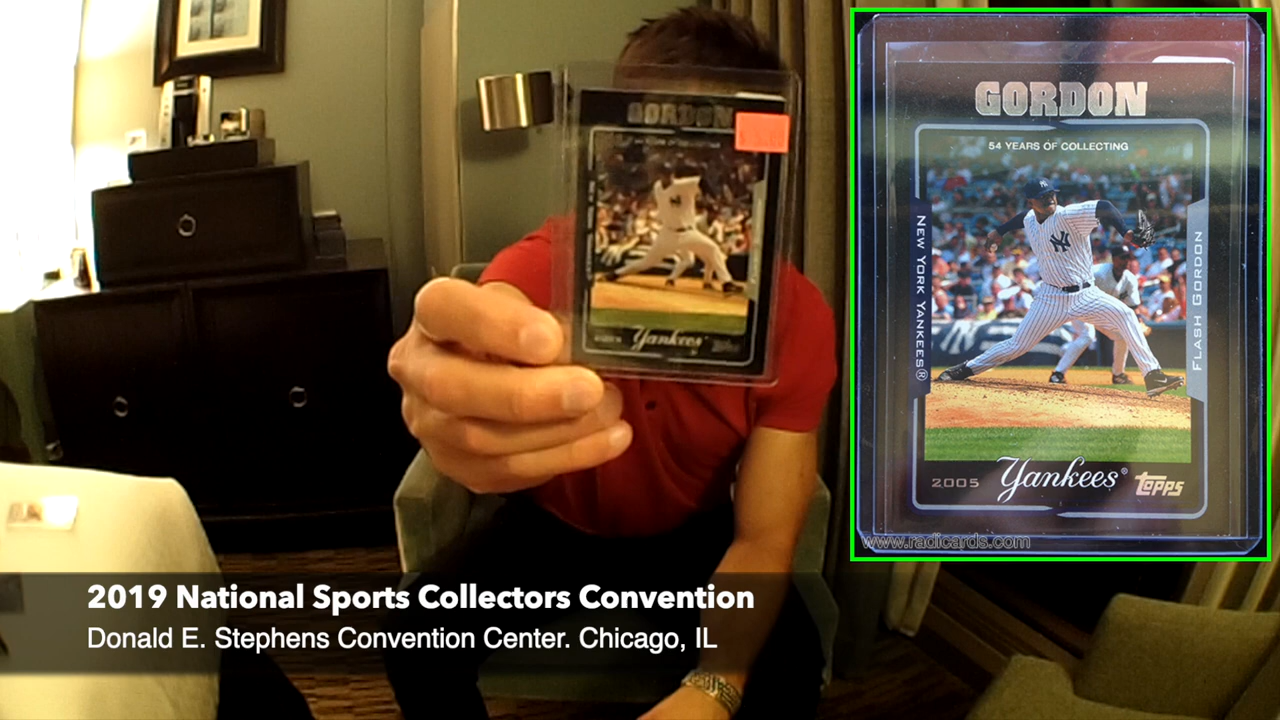 GORDON
Yankees
GORDON
54 YEARS OF COLLECTING
NEW YORK YANKEES®
FLASH GORDON
2005 Yankees® Topps
www.radicards.com
2019 National Sports Collectors Convention
Donald E. Stephens Convention Center. Chicago, IL